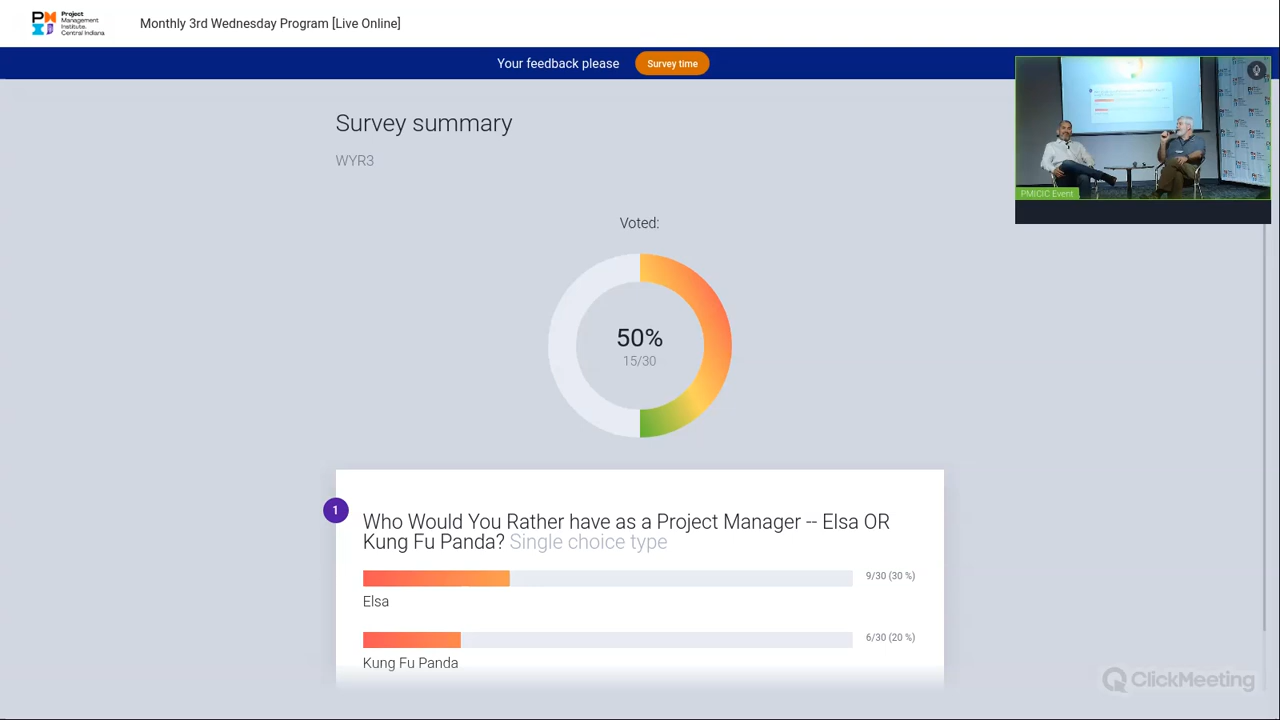 Project
Management
Institute.
Central Indiana
Monthly 3rd Wednesday Program [Live Online]
Your feedback please
Survey time
Survey summary
WYR3
PMICIC Event
Voted:
50%
15/30
1
Who Would You Rather have as a Project Manager -- Elsa OR
Kung Fu Panda? Single choice type
9/30 (30 %)
Elsa
6/30 (20 %)
Kung Fu Panda
ClickMeeting